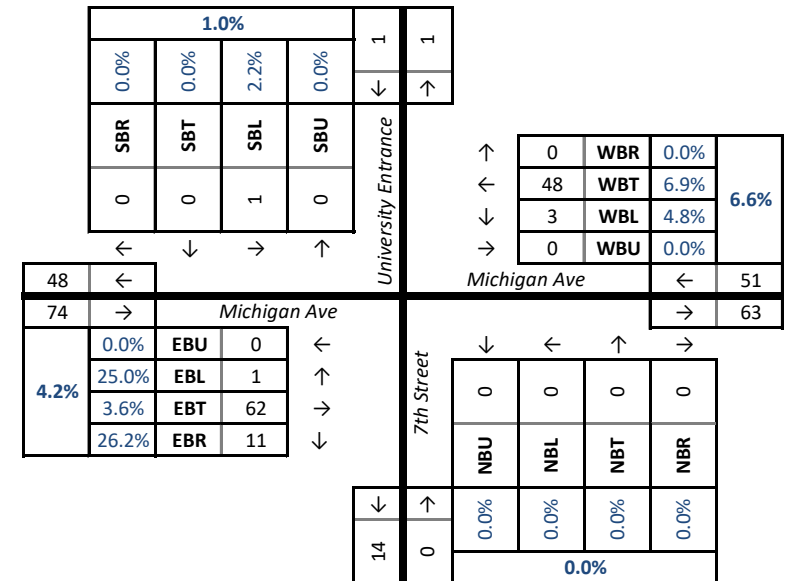 1.0%
0.0% 0.0% 2.2% 0.0%
SBR SBT SBL SBU
0 0 1 0
← ↓ → ↑
1 1
↓ ↑
University Entrance
↑ 0 WBR 0.0%
← 48 WBT 6.9%
↓ 3 WBL 4.8%
→ 0 WBU 0.0%
6.6%
48 ←
Michigan Ave
← 51
74 →
Michigan Ave
→ 63
4.2%
0.0% EBU 0 ←
25.0% EBL 1 ↑
3.6% EBT 62 →
26.2% EBR 11 ↓
7th Street
↓ ← ↑ →
0 0 0 0
NBU NBL NBT NBR
0.0% 0.0% 0.0% 0.0%
0.0%
↓ ↑
14 0